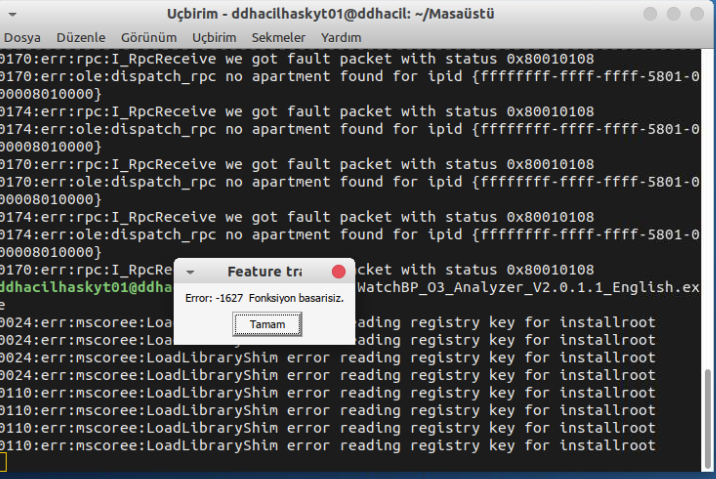 Uçbirim - ddhacilhaskyt01@ddhacil: ~/Masaüstü
Dosya Düzenle Görünüm Uçbirim Sekmeler Yardım
0170:err:rpc:I_RpcReceive we got fault packet with status 0x80010108
0170:err:ole:dispatch_rpc no apartment found for ipid {ffffffff-ffff-ffff-5801-0
00008010000}
0174:err:rpc:I_RpcReceive we got fault packet with status 0x80010108
0174:err:ole:dispatch_rpc no apartment found for ipid {ffffffff-ffff-ffff-5801-0
00008010000}
0170:err:rpc:I_RpcReceive we got fault packet with status 0x80010108
0170:err:ole:dispatch_rpc no apartment found for ipid {ffffffff-ffff-ffff-5801-0
00008010000}
0174:err:rpc:I_RpcReceive we got fault packet with status 0x80010108
0174:err:ole:dispatch_rpc no apartment found for ipid {ffffffff-ffff-ffff-5801-0
00008010000}
0170:err:rpc:I_RpcRe cket with status 0x80010108
ddhacilhaskyt01@ddha WatchBP_O3_Analyzer_V2.0.1.1_English.ex
e
Feature tra
Error: -1627 Fonksiyon basarisiz.
Tamam
0024:err:mscoree:Loa reading registry key for installroot
0024:err:mscoree:LoadLibraryShim error reading registry key for installroot
0024:err:mscoree:LoadLibraryShim error reading registry key for installroot
0024:err:mscoree:LoadLibraryShim error reading registry key for installroot
0110:err:mscoree:LoadLibraryShim error reading registry key for installroot
0110:err:mscoree:LoadLibraryShim error reading registry key for installroot
0110:err:mscoree:LoadLibraryShim error reading registry key for installroot
0110:err:mscoree:LoadLibraryShim error reading registry key for installroot